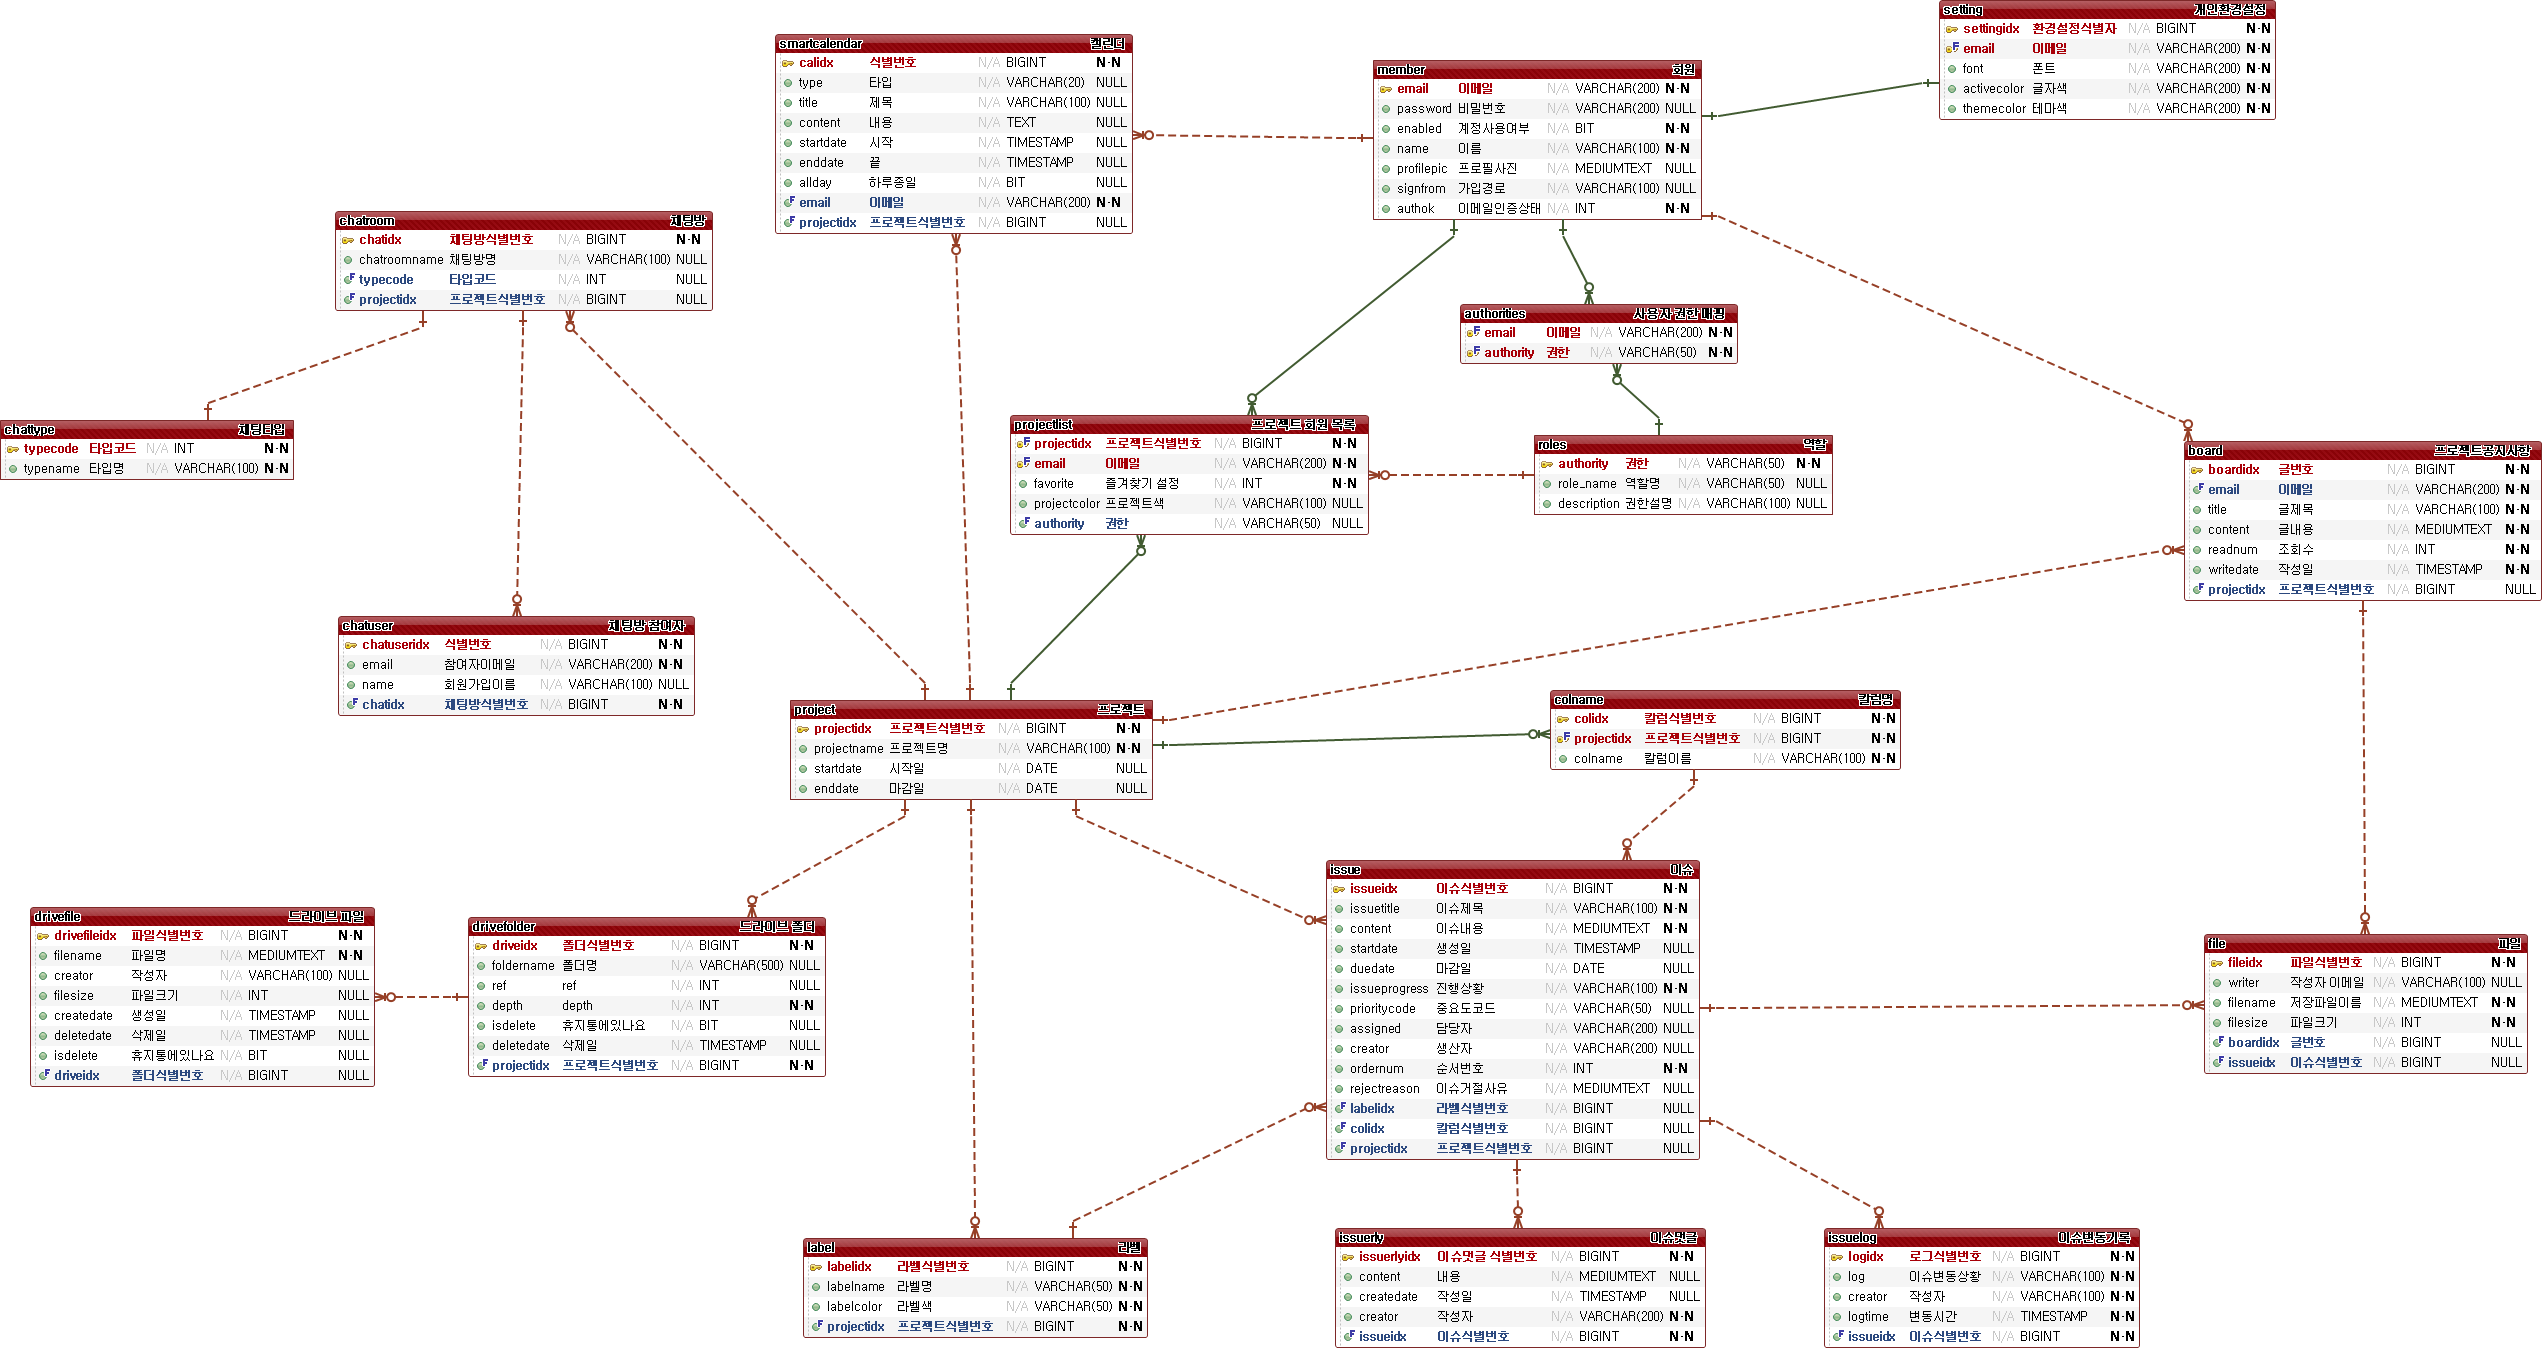 setting 개인환경설정
settingidx 환경설정식별자 N/A BIGINT N-N
email 이메일 N/A VARCHAR(200) N-N
font 폰트 N/A VARCHAR(200) N-N
activecolor 글자색 N/A VARCHAR(200) N-N
themecolor 테마색 N/A VARCHAR(200) N-N
smartcalendar 캘린더
calidx 식별번호 N/A BIGINT N-N
type 타입 N/A VARCHAR(20) NULL
title 제목 N/A VARCHAR(100) NULL
content 내용 N/A TEXT NULL
startdate 시작 N/A TIMESTAMP NULL
enddate 끝 N/A TIMESTAMP NULL
allday 하루종일 N/A BIT NULL
email 이메일 N/A VARCHAR(200) N-N
projectidx 프로젝트식별번호 N/A BIGINT NULL
member 회원
email 이메일 N/A VARCHAR(200) N-N
password 비밀번호 N/A VARCHAR(200) NULL
enabled 계정사용여부 N/A BIT N-N
name 이름 N/A VARCHAR(100) N-N
profilepic 프로필사진 N/A MEDIUMTEXT NULL
signfrom 가입경로 N/A VARCHAR(100) NULL
authok 이메일인증상태 N/A INT N-N
chatroom 채팅방
chatidx 채팅방식별번호 N/A BIGINT N-N
chatroomname 채팅방명 N/A VARCHAR(100) NULL
typecode 타입코드 N/A INT NULL
projectidx 프로젝트식별번호 N/A BIGINT NULL
authorities 사용자 권한 매핑
email 이메일 N/A VARCHAR(200) N-N
authority 권한 N/A VARCHAR(50) N-N
chattype 채팅타입
typecode 타입코드 N/A INT N-N
typename 타입명 N/A VARCHAR(100) N-N
projectlist 프로젝트 회원 목록
projectidx 프로젝트식별번호 N/A BIGINT N-N
email 이메일 N/A VARCHAR(200) N-N
favorite 즐겨찾기 설정 N/A INT N-N
projectcolor 프로젝트색 N/A VARCHAR(100) NULL
authority 권한 N/A VARCHAR(50) NULL
roles 역할
authority 권한 N/A VARCHAR(50) N-N
role_name 역할명 N/A VARCHAR(50) NULL
description 권한설명 N/A VARCHAR(100) NULL
board 프로젝트공지사항
boardidx 글번호 N/A BIGINT N-N
email 이메일 N/A VARCHAR(200) N-N
title 글제목 N/A VARCHAR(100) N-N
content 글내용 N/A MEDIUMTEXT N-N
readnum 조회수 N/A INT N-N
writedate 작성일 N/A TIMESTAMP N-N
projectidx 프로젝트식별번호 N/A BIGINT NULL
chatuser 채팅방 참여자
chatuseridx 식별번호 N/A BIGINT N-N
email 참여자이메일 N/A VARCHAR(200) N-N
name 회원가입이름 N/A VARCHAR(100) NULL
chatidx 채팅방식별번호 N/A BIGINT N-N
project 프로젝트
projectidx 프로젝트식별번호 N/A BIGINT N-N
projectname 프로젝트명 N/A VARCHAR(100) N-N
startdate 시작일 N/A DATE NULL
enddate 마감일 N/A DATE NULL
colname 칼럼명
colidx 칼럼식별번호 N/A BIGINT N-N
projectidx 프로젝트식별번호 N/A BIGINT N-N
colname 칼럼이름 N/A VARCHAR(100) N-N
issue 이슈
issueidx 이슈식별번호 N/A BIGINT N-N
issuetitle 이슈제목 N/A VARCHAR(100) N-N
content 이슈내용 N/A MEDIUMTEXT N-N
startdate 생성일 N/A TIMESTAMP NULL
duedate 마감일 N/A DATE NULL
issueprogress 진행상황 N/A VARCHAR(100) N-N
prioritycode 중요도코드 N/A VARCHAR(50) NULL
assigned 담당자 N/A VARCHAR(200) NULL
creator 생산자 N/A VARCHAR(200) NULL
ordernum 순서번호 N/A INT N-N
rejectreason 이슈거절사유 N/A MEDIUMTEXT NULL
labelidx 라벨식별번호 N/A BIGINT NULL
colidx 칼럼식별번호 N/A BIGINT NULL
projectidx 프로젝트식별번호 N/A BIGINT NULL
drivefile 드라이브 파일
drivefileidx 파일식별번호 N/A BIGINT N-N
filename 파일명 N/A MEDIUMTEXT N-N
creator 작성자 N/A VARCHAR(100) NULL
filesize 파일크기 N/A INT NULL
createdate 생성일 N/A TIMESTAMP NULL
deletedate 삭제일 N/A TIMESTAMP NULL
isdelete 휴지통에있나요 N/A BIT NULL
driveidx 폴더식별번호 N/A BIGINT NULL
drivefolder 드라이브 폴더
driveidx 폴더식별번호 N/A BIGINT N-N
foldername 폴더명 N/A VARCHAR(500) NULL
ref ref N/A INT NULL
depth depth N/A INT N-N
isdelete 휴지통에있나요 N/A BIT NULL
deletedate 삭제일 N/A TIMESTAMP NULL
projectidx 프로젝트식별번호 N/A BIGINT N-N
file 파일
fileidx 파일식별번호 N/A BIGINT N-N
writer 작성자 이메일 N/A VARCHAR(100) NULL
filename 저장파일이름 N/A MEDIUMTEXT N-N
filesize 파일크기 N/A INT N-N
boardidx 글번호 N/A BIGINT NULL
issueidx 이슈식별번호 N/A BIGINT NULL
label 라벨
labelidx 라벨식별번호 N/A BIGINT N-N
labelname 라벨명 N/A VARCHAR(50) N-N
labelcolor 라벨색 N/A VARCHAR(50) N-N
projectidx 프로젝트식별번호 N/A BIGINT N-N
issuerly 이슈댓글
issuerlyidx 이슈댓글 식별번호 N/A BIGINT N-N
content 내용 N/A MEDIUMTEXT NULL
createdate 작성일 N/A TIMESTAMP NULL
creator 작성자 N/A VARCHAR(200) N-N
issueidx 이슈식별번호 N/A BIGINT N-N
issuelog 이슈변동기록
logidx 로그식별번호 N/A BIGINT N-N
log 이슈변동상황 N/A VARCHAR(100) N-N
creator 작성자 N/A VARCHAR(100) N-N
logtime 변동시간 N/A TIMESTAMP N-N
issueidx 이슈식별번호 N/A BIGINT N-N